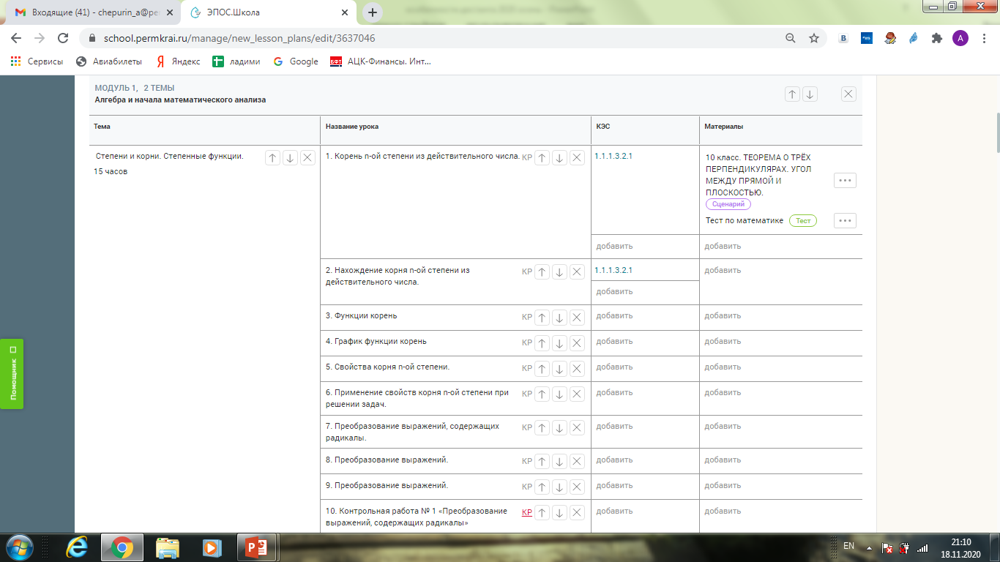 Входящие (41) - chepurin_a@per
ЭПОС.Школа
school.permkrai.ru/manage/new_lesson_plans/edit/3637046
A
Сервисы
Авиабилеты
Яндекс
ладими
Google
АЦК-Финансы. Инт...
МОДУЛЬ 1, 2 ТЕМЫ
Алгебра и начала математического анализа
Тема
Название урока
КЭС
Материалы
Степени и корни. Степенные функции.
15 часов
1. Корень n-ой степени из действительного числа. КР
1.1.1.3.2.1
10 класс. ТЕОРЕМА О ТРЁХ
ПЕРПЕНДИКУЛЯРАХ. УГОЛ
МЕЖДУ ПРЯМОЙ И
ПЛОСКОСТЬЮ.
Сценарий
Тест по математике Тест
добавить добавить
2. Нахождение корня n-ой степени из КР 1.1.1.3.2.1 добавить
действительного числа.
добавить
3. Функции корень КР добавить добавить
4. График функции корень КР добавить добавить
5. Свойства корня n-ой степени. КР добавить добавить
6. Применение свойств корня n-ой степени при КР добавить добавить
решении задач.
7. Преобразование выражений, содержащих КР добавить добавить
радикалы.
8. Преобразование выражений. КР добавить добавить
9. Преобразование выражений. КР добавить добавить
10. Контрольная работа № 1 «Преобразование КР добавить добавить
выражений, содержащих радикалы»
Помощник
EN
21:10
18.11.2020